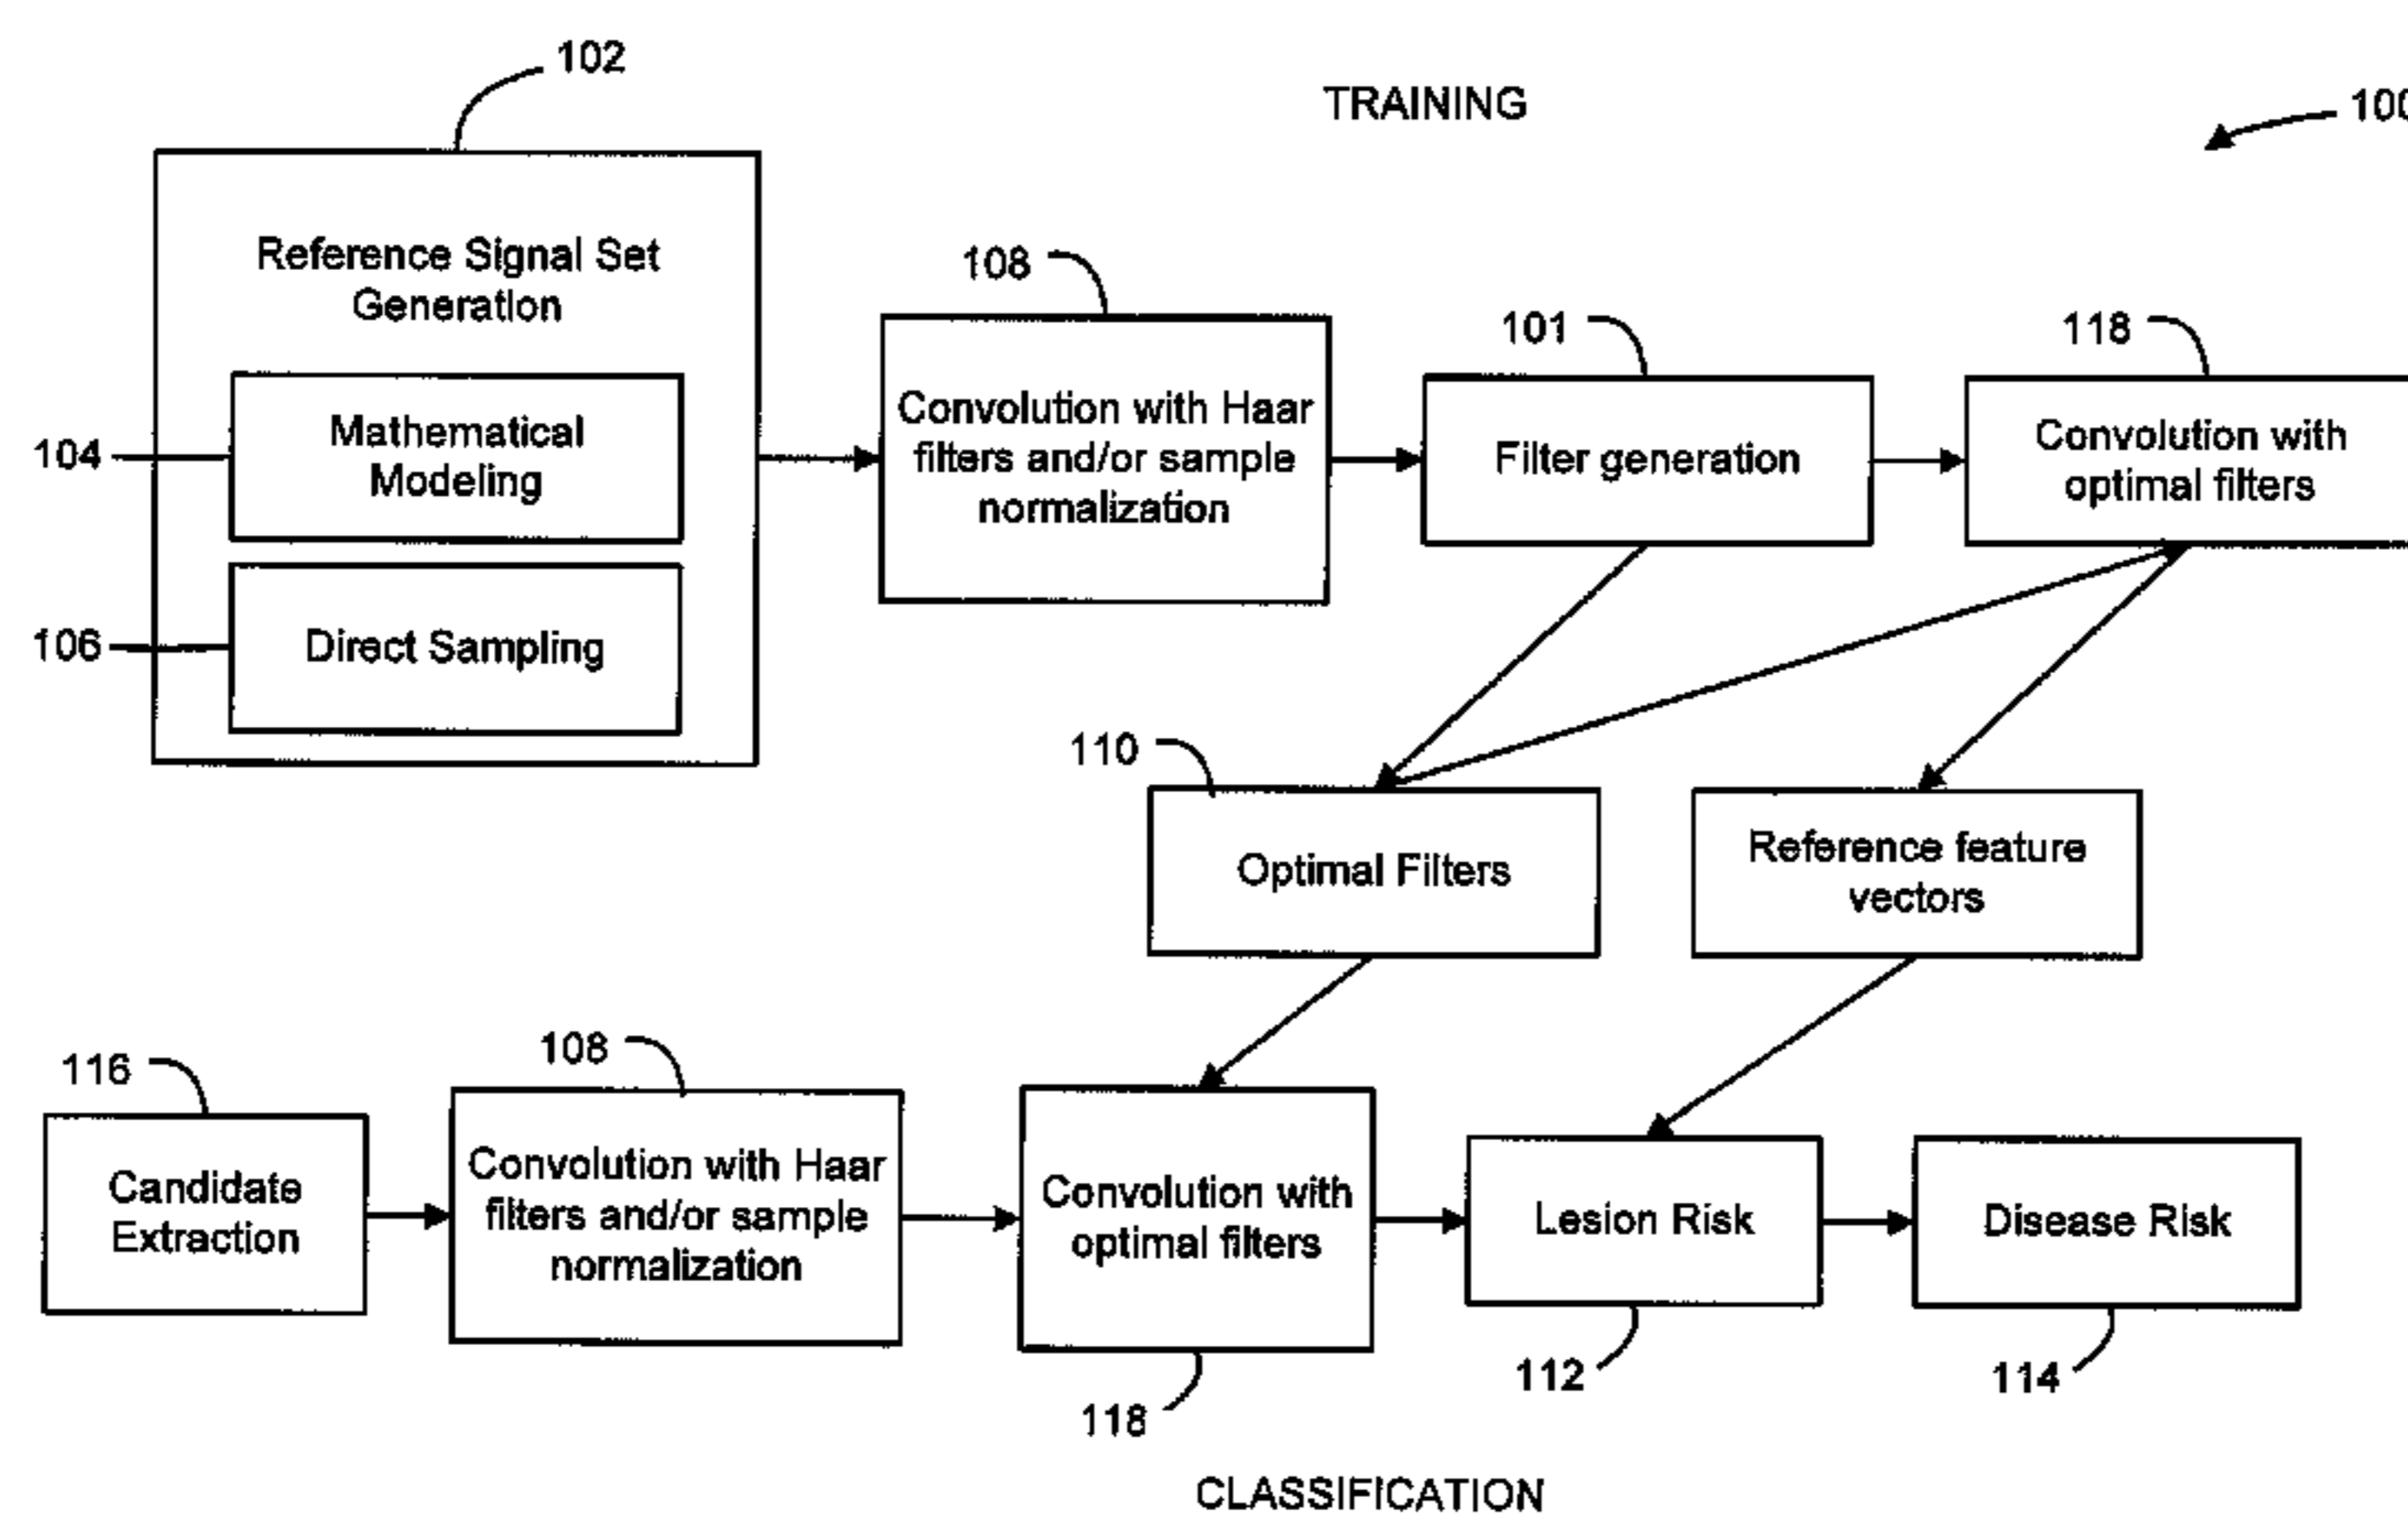 102
TRAINING
100
Reference Signal Set
Generation
108
101
118
Mathematical
Modeling
104
Convolution with Haar
filters and/or sample
normalization
Filter generation
Convolution with
optimal filters
106
Direct Sampling
110
Optimal Filters
Reference feature
vectors
116
108
Candidate
Extraction
Convolution with Haar
filters and/or sample
normalization
Convolution with
optimal filters
Lesion Risk
Disease Risk
118
112
114
CLASSIFICATION